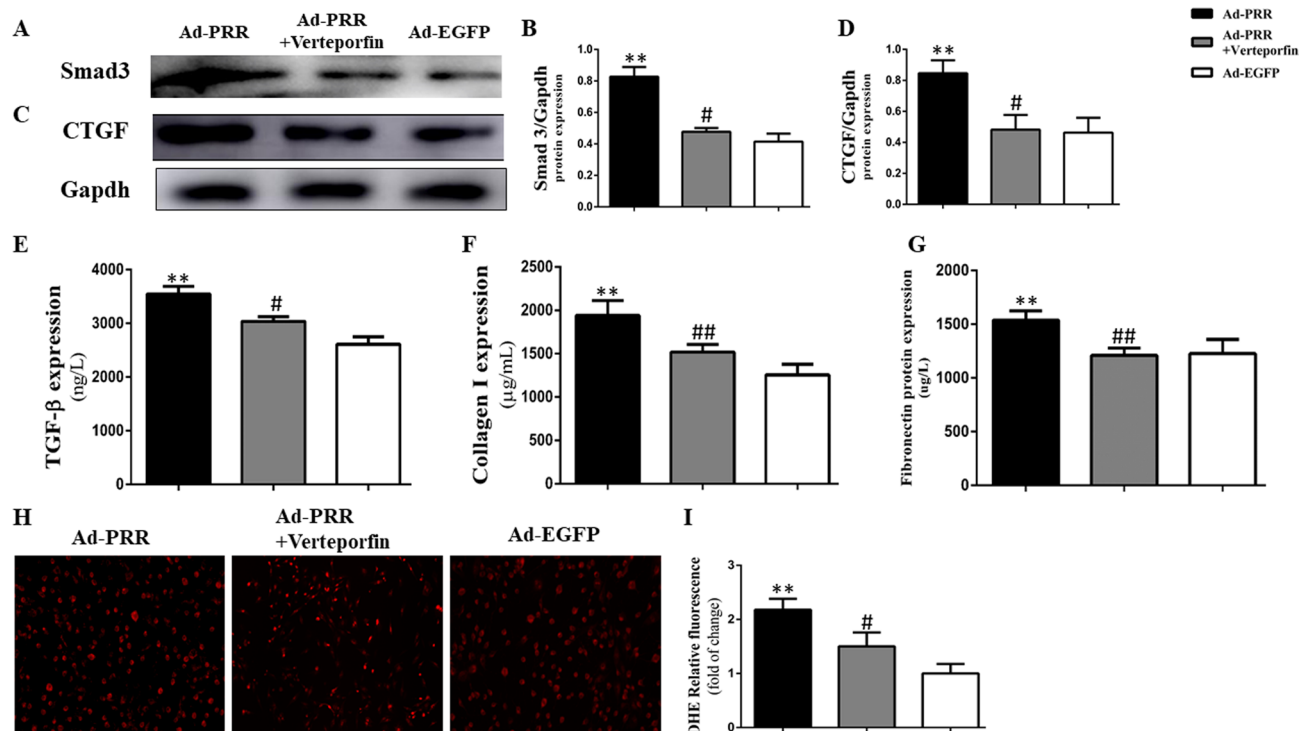 A
Ad-PRR
Ad-PRR
+Verteporfin
Ad-EGFP
Smad3
C
CTGF
Gapdh
B
Smad 3/Gapdh
protein expression
1.0
0.8
0.6
0.4
0.2
0.0
**
#
D
CTGF/Gapdh
protein expression
1.0
0.8
0.6
0.4
0.2
0.0
**
#
Ad-PRR
Ad-PRR
+Verteporfin
Ad-EGFP
E
TGF-β expression
(ng/L)
4000
3000
2000
1000
0
**
#
F
Collagen I expression
(μg/mL)
2500
2000
1500
1000
500
0
**
##
G
Fibronectin protein expression
(ug/L)
2000
1500
1000
500
0
**
##
H
Ad-PRR
Ad-PRR
+Verteporfin
Ad-EGFP
I
DHE Relative fluorescence
(fold of change)
3
2
1
0
**
#